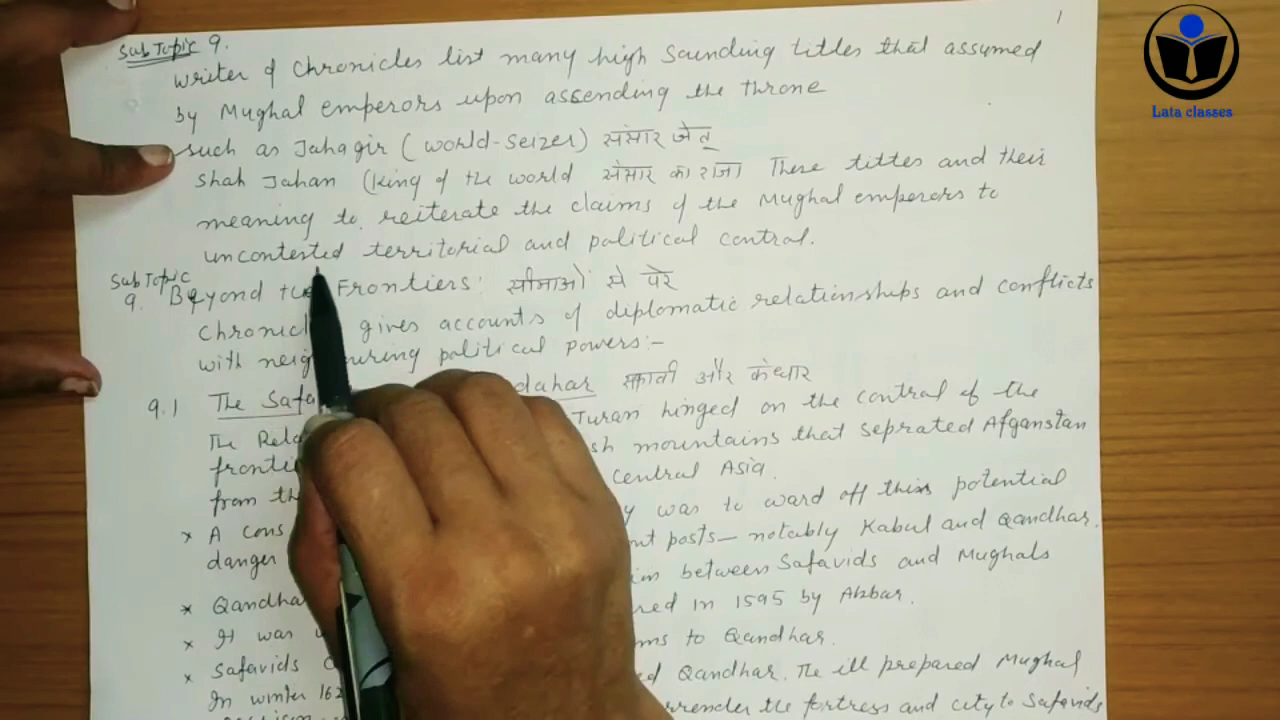 1
Sub Topic 9.
writer of chronicles list many high sounding titles that assumed
by Mughal emperors upon assending the throne
such as Jahagir ( world-seizer) संसार जेतृ
Shah Jahan (King of the world संसार का राजा These tittes and their
meaning to reiterate the claims of the Mughal emperors to
uncontested territorial and political control.
Sub Topic
9. Beyond the Frontiers: सीमाओं से परे
Chronicl gives accounts of diplomatic relationships and conflicts
with neig uring political powers:-
9.1 The Safa dahar सफ़ावी और कंधार
The Rela Turan hinged on the control of the
fronti sh mountains that seprated Afganstan
from th central Asia.
* A cons y was to ward off this potential
danger nt posts- notably Kabul and Qandhar.
* Qandhar between Safavids and Mughals
* It was red in 1595 by Akbar.
* Safavids ms to Qandhar.
In winter 162 d Qandhar. The ill prepared Mughal
rrender the fortress and city to Safavids
Lata classes